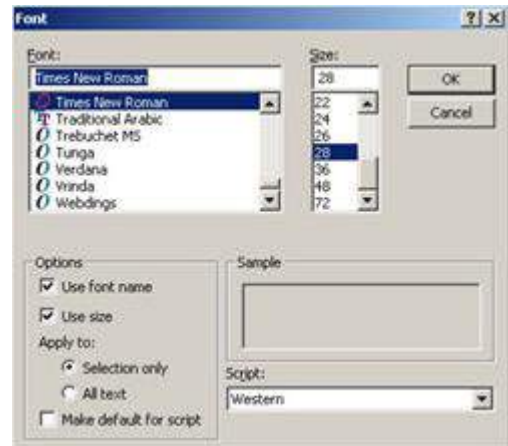 Font
Font:
Size:
Times New Roman
28
OK
Times New Roman
22
Cancel
Traditional Arabic
24
Trebuchet MS
26
Tunga
28
Verdana
36
Vrinda
48
Webdings
72
Options
Sample
Use font name
Use size
Apply to:
Selection only
Script:
All text
Western
Make default for script